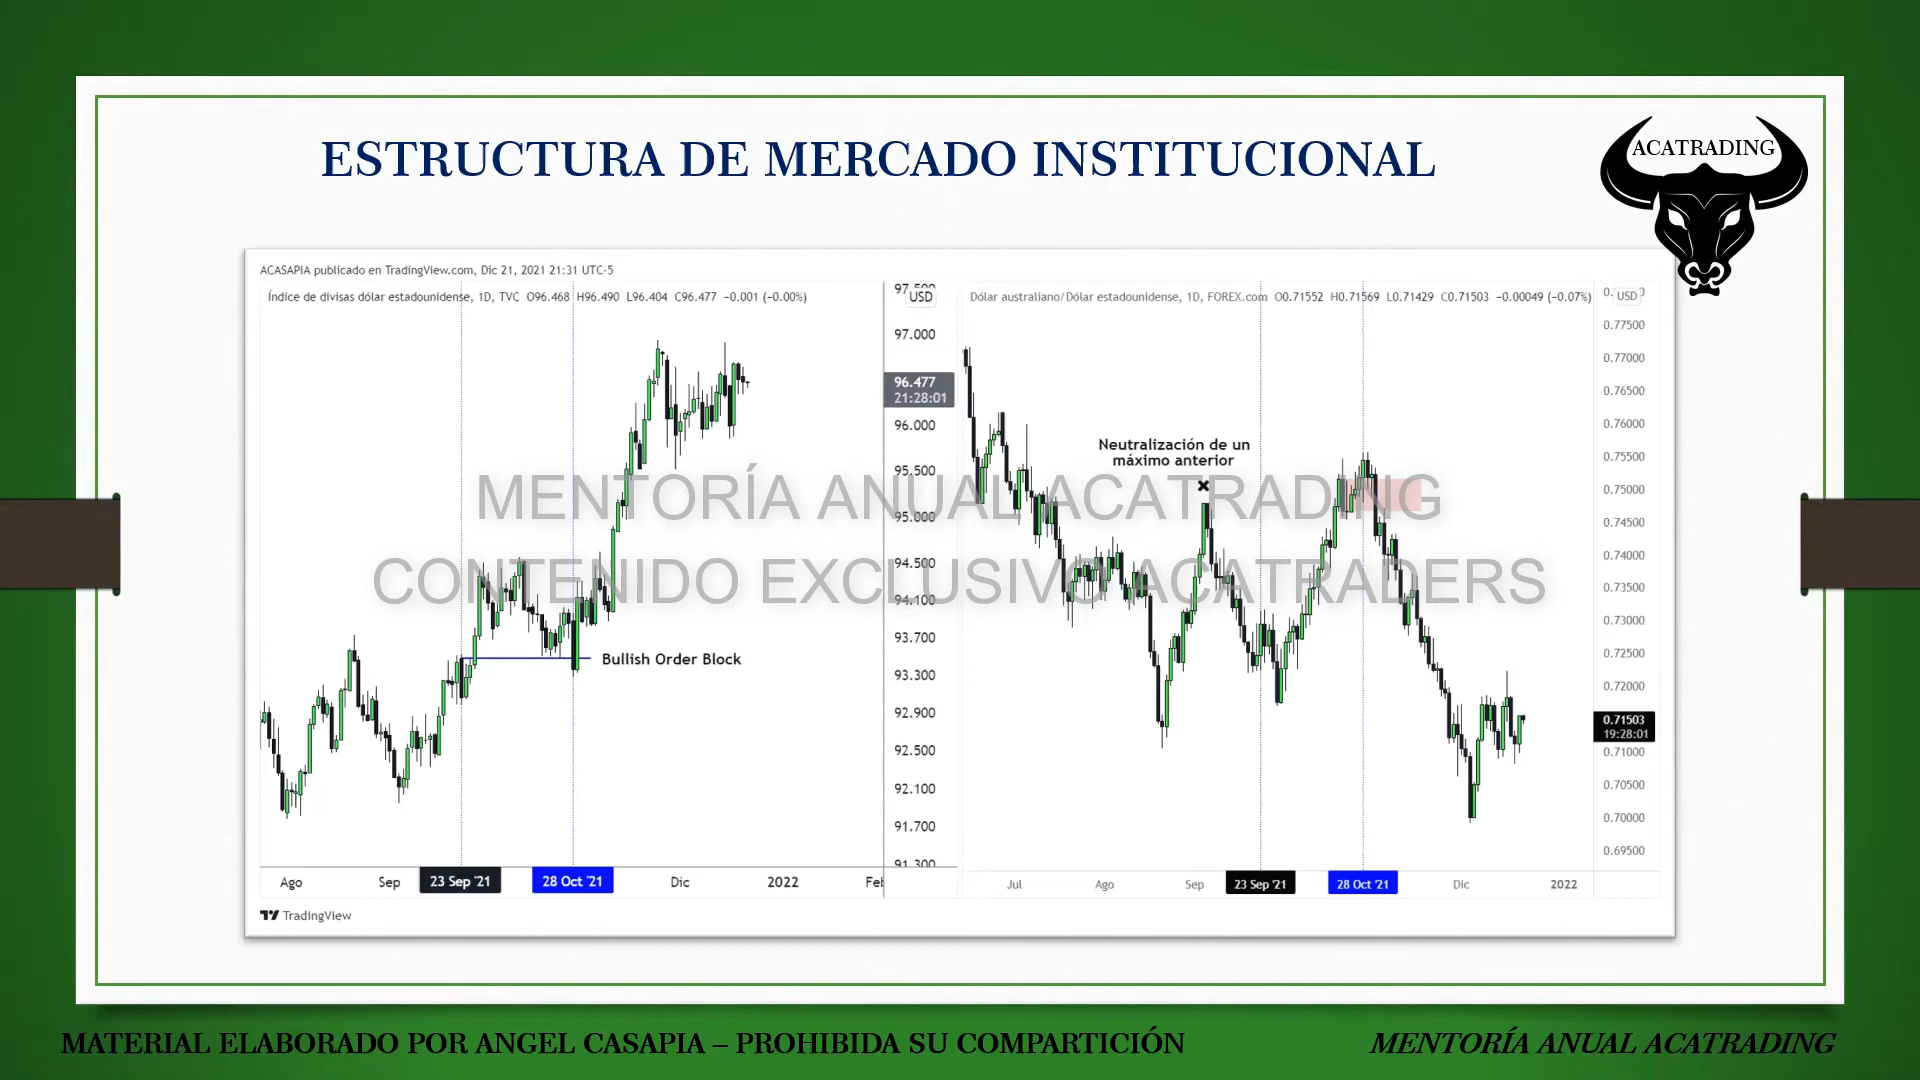 ESTRUCTURA DE MERCADO INSTITUCIONAL
ACATRADING
ACASAPIA publicado en TradingView.com, Dic 21, 2021 21:31 UTC-5
Índice de divisas dólar estadounidense, 1D, TVC O96.468 H96.490 L96.404 C96.477 −0.001 (−0.00%)
97.500
USD
97.000
96.477
21:28:01
96.000
95.500
95.000
94.500
94.100
93.700
93.300
92.900
92.500
92.100
91.700
91.300
Bullish Order Block
Ago Sep 23 Sep '21 28 Oct '21 Dic 2022 Feb
TradingView
Dólar australiano/Dólar estadounidense, 1D, FOREX.com O0.71552 H0.71569 L0.71429 C0.71503 −0.00049 (−0.07%)
USD
0.77500
0.77000
0.76500
0.76000
0.75500
0.75000
0.74500
0.74000
0.73500
0.73000
0.72500
0.72000
0.71503
19:28:01
0.71000
0.70500
0.70000
0.69500
Neutralización de un
máximo anterior
Jul Ago Sep 23 Sep '21 28 Oct '21 Dic 2022
MENTORÍA ANUAL ACATRADING
CONTENIDO EXCLUSIVO ACATRADERS
MATERIAL ELABORADO POR ANGEL CASAPIA – PROHIBIDA SU COMPARTICIÓN
MENTORÍA ANUAL ACATRADING